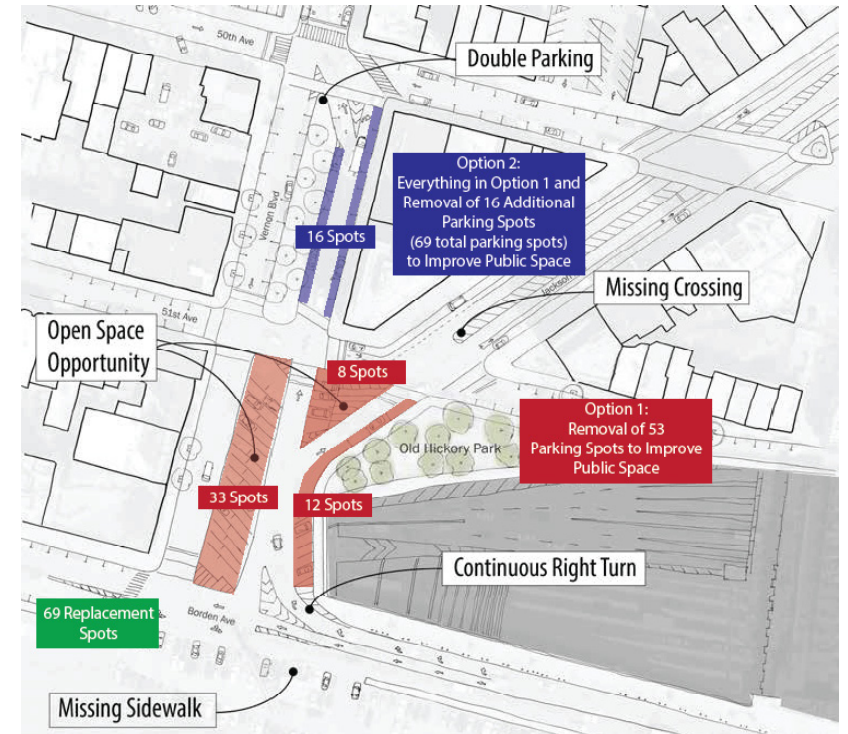 50th Ave
Double Parking
Option 2:
Everything in Option 1 and
Removal of 16 Additional
Parking Spots
(69 total parking spots)
to Improve Public Space
Vernon Blvd
16 Spots
Jackson
Missing Crossing
51st Ave
Open Space
Opportunity
8 Spots
Option 1:
Removal of 53
Parking Spots to Improve
Public Space
Old Hickory Park
33 Spots
12 Spots
Continuous Right Turn
69 Replacement
Spots
Borden Ave
Missing Sidewalk